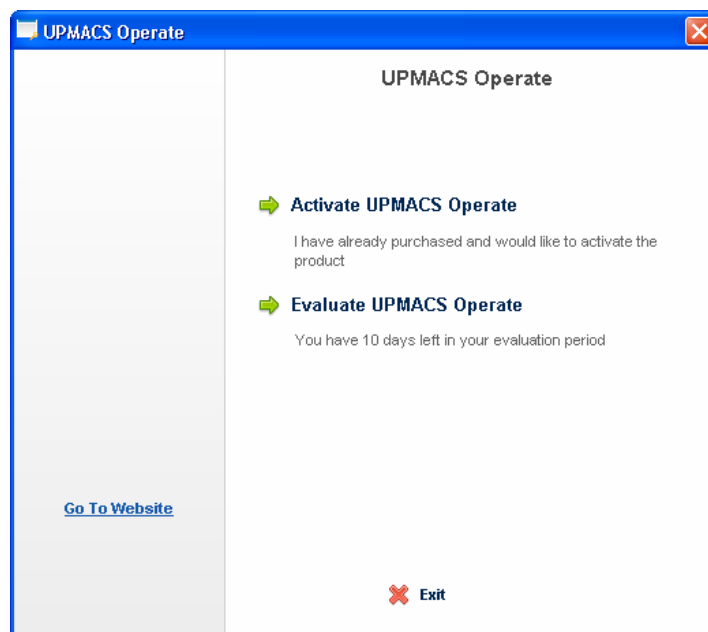 UPMACS Operate
UPMACS Operate
Activate UPMACS Operate
I have already purchased and would like to activate the
product
Evaluate UPMACS Operate
You have 10 days left in your evaluation period
Go To Website
Exit